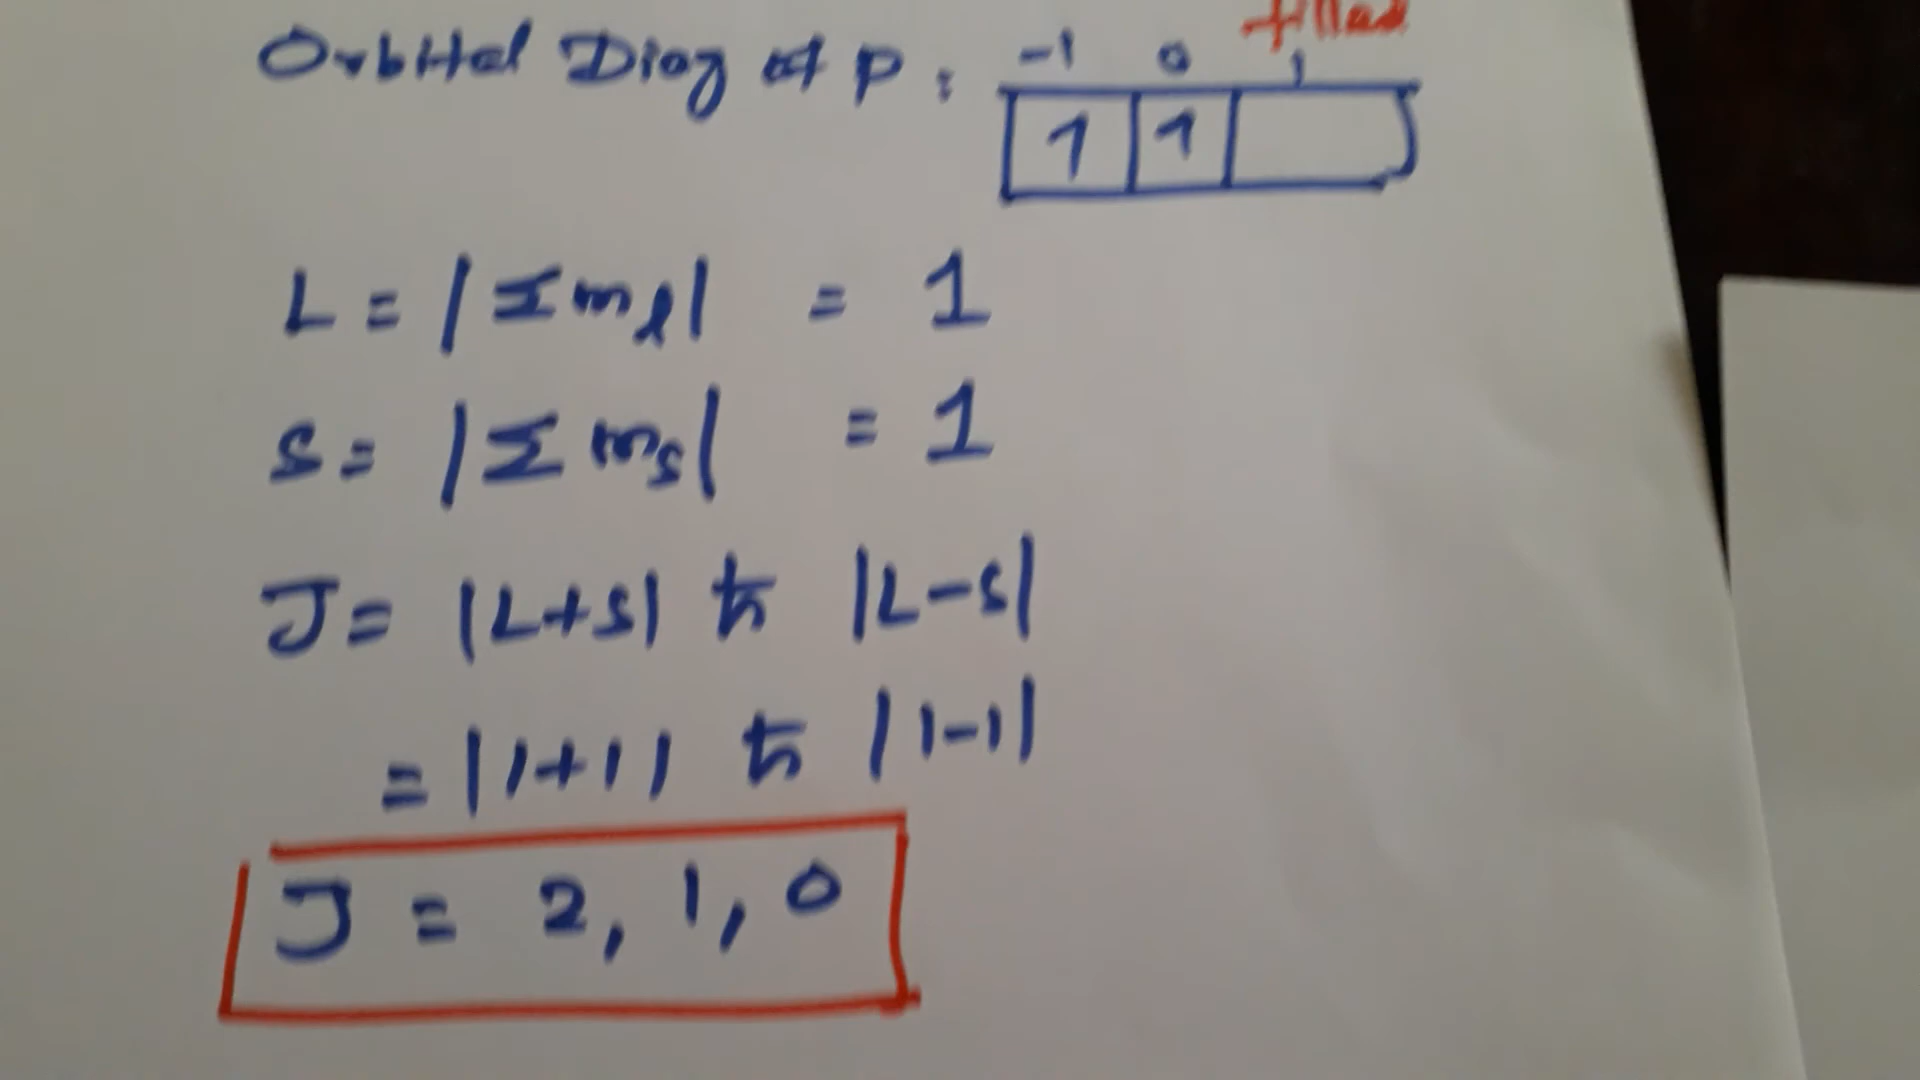 filled
Orbital Diag of p : -1 0 1
1 1
L = |Σml| = 1
S = |Σms| = 1
J = |L+S| to |L-S|
= |1+1| to |1-1|
J = 2, 1, 0